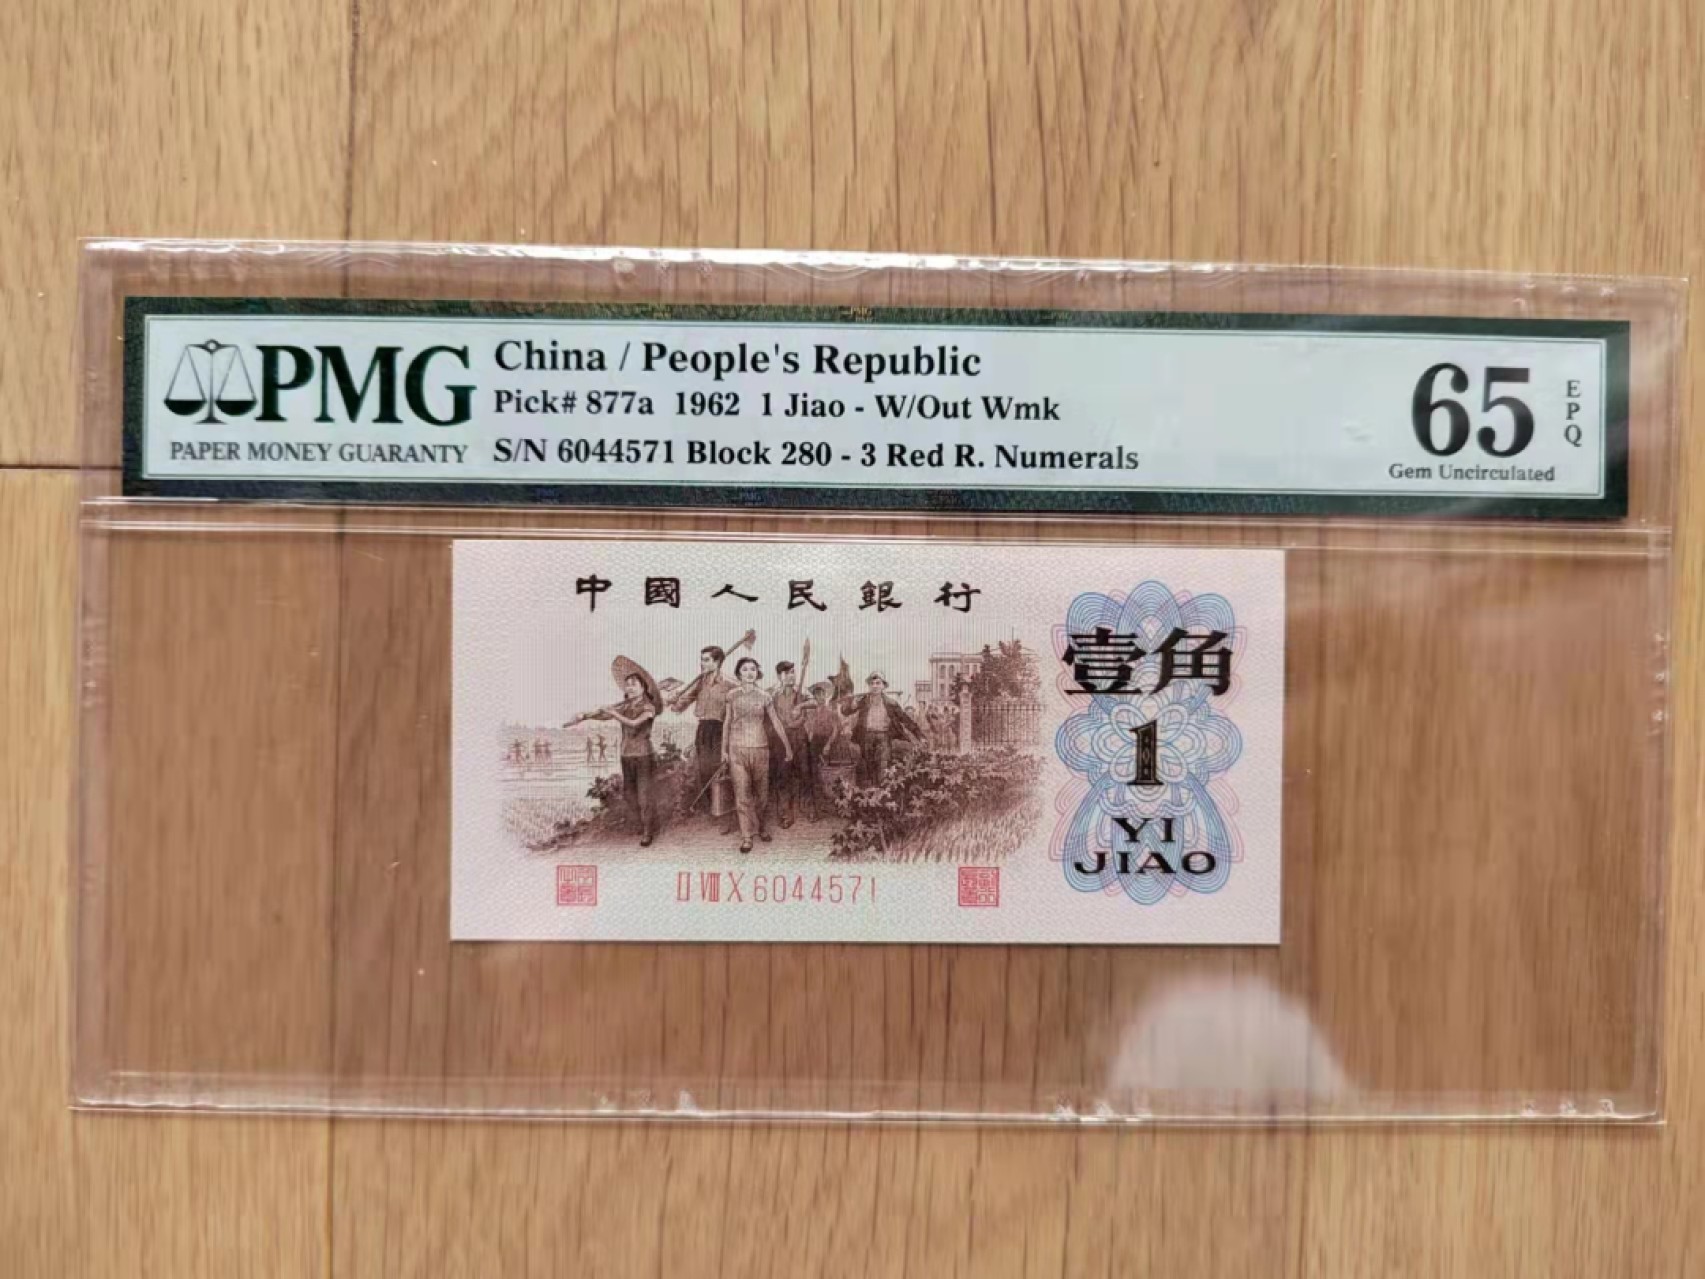 PMG
PAPER MONEY GUARANTY
China / People's Republic
Pick# 877a 1962 1 Jiao - W/Out Wmk
S/N 6044571 Block 280 - 3 Red R. Numerals
65
EPQ
Gem Uncirculated
中國人民銀行
壹角
1
YI
JIAO
II VIII X 6044571